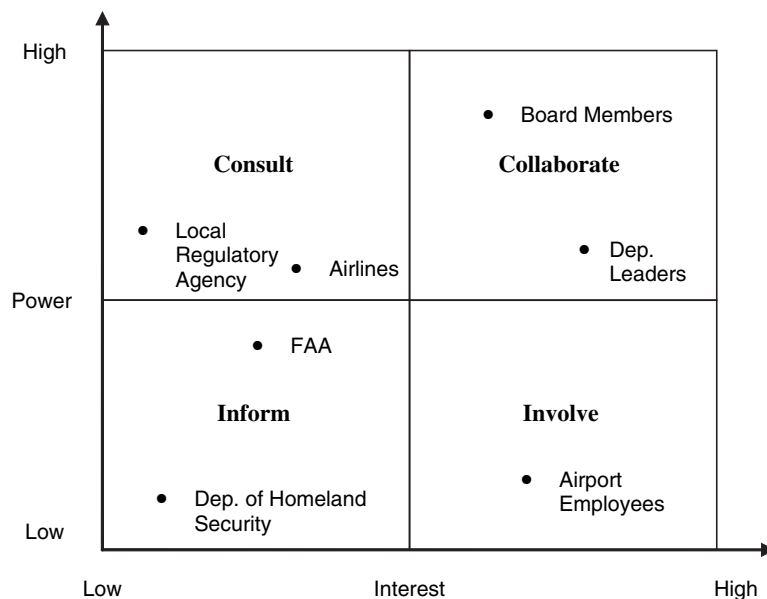 High
Board Members
Consult
Collaborate
Local
Regulatory
Agency
Airlines
Dep.
Leaders
Power
FAA
Inform
Involve
Dep. of Homeland
Security
Airport
Employees
Low
Low
Interest
High